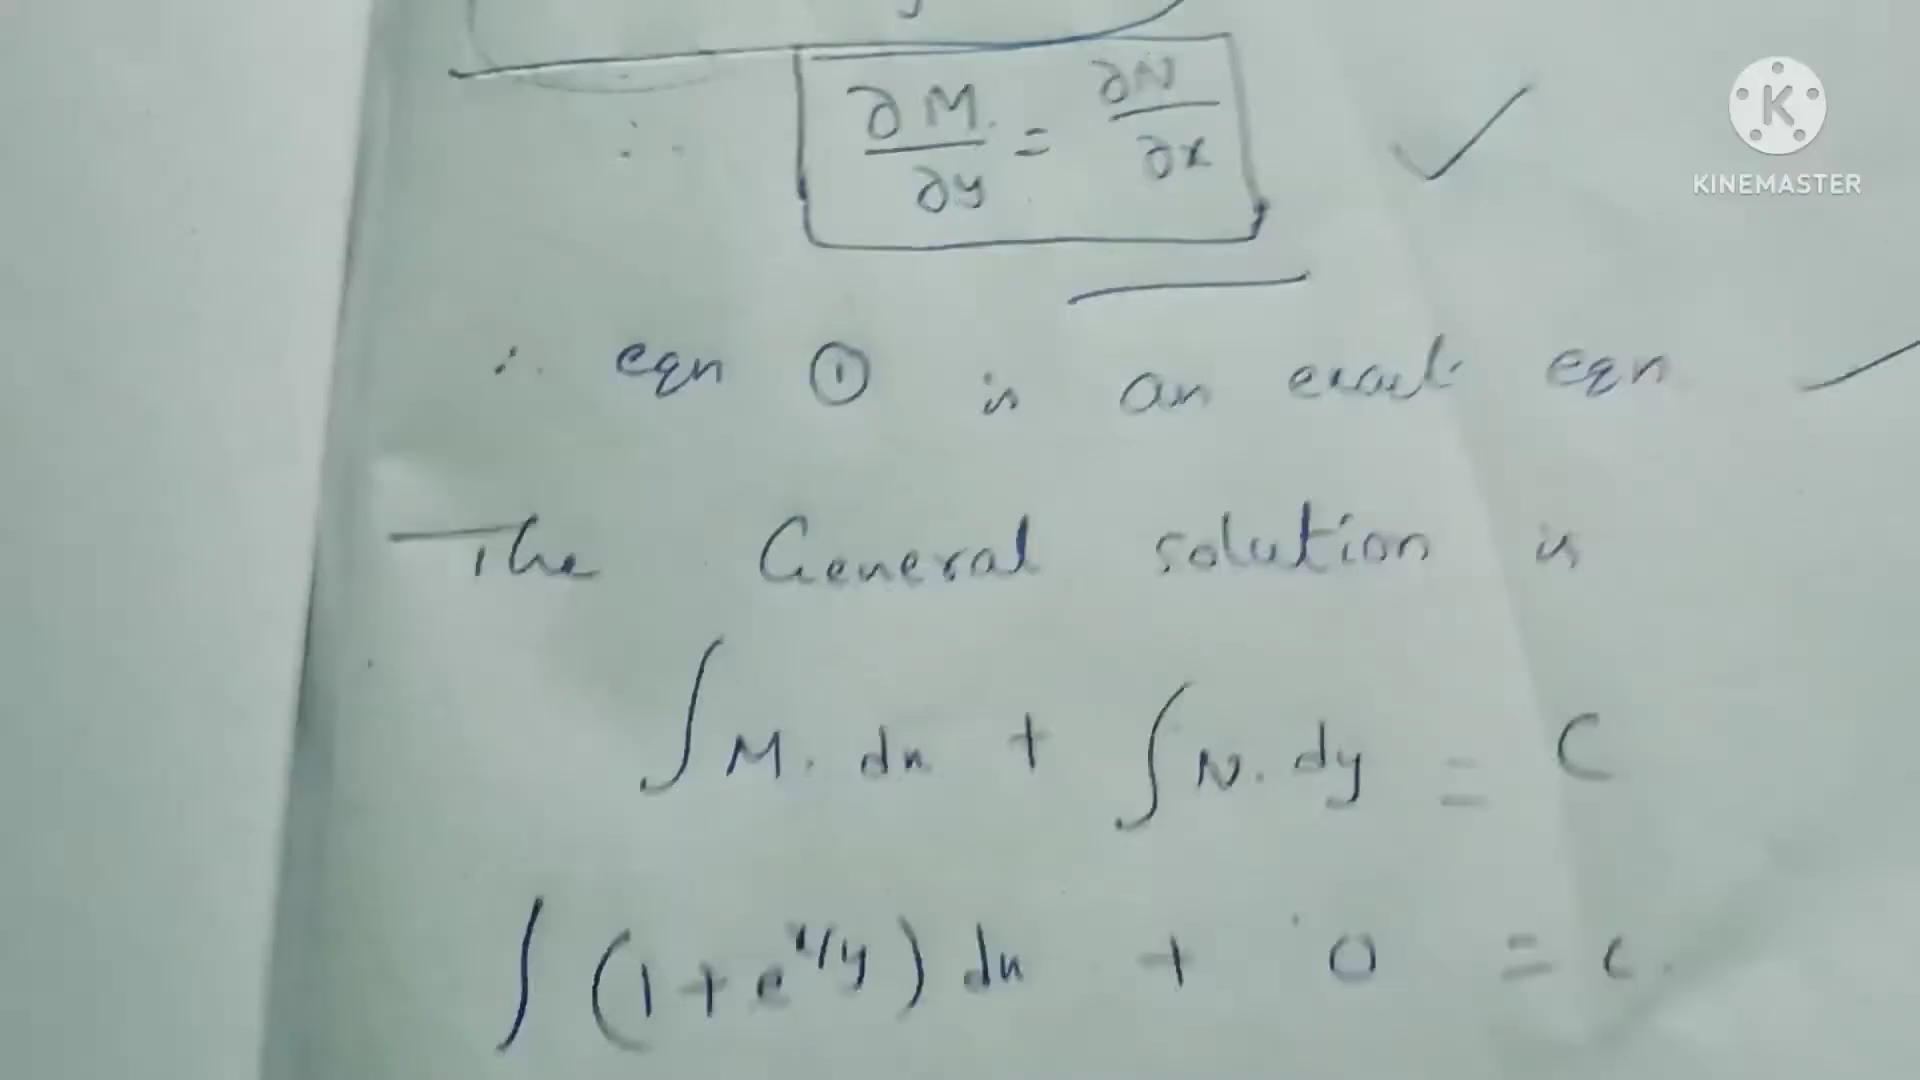 ∴ ∂M/∂y = ∂N/∂x ✓
K
KINEMASTER
∴ eqn ① is an exact eqn
The General solution is
∫ M. dx + ∫ N. dy = C
∫ (1 + e^x/y) dx + 0 = c.